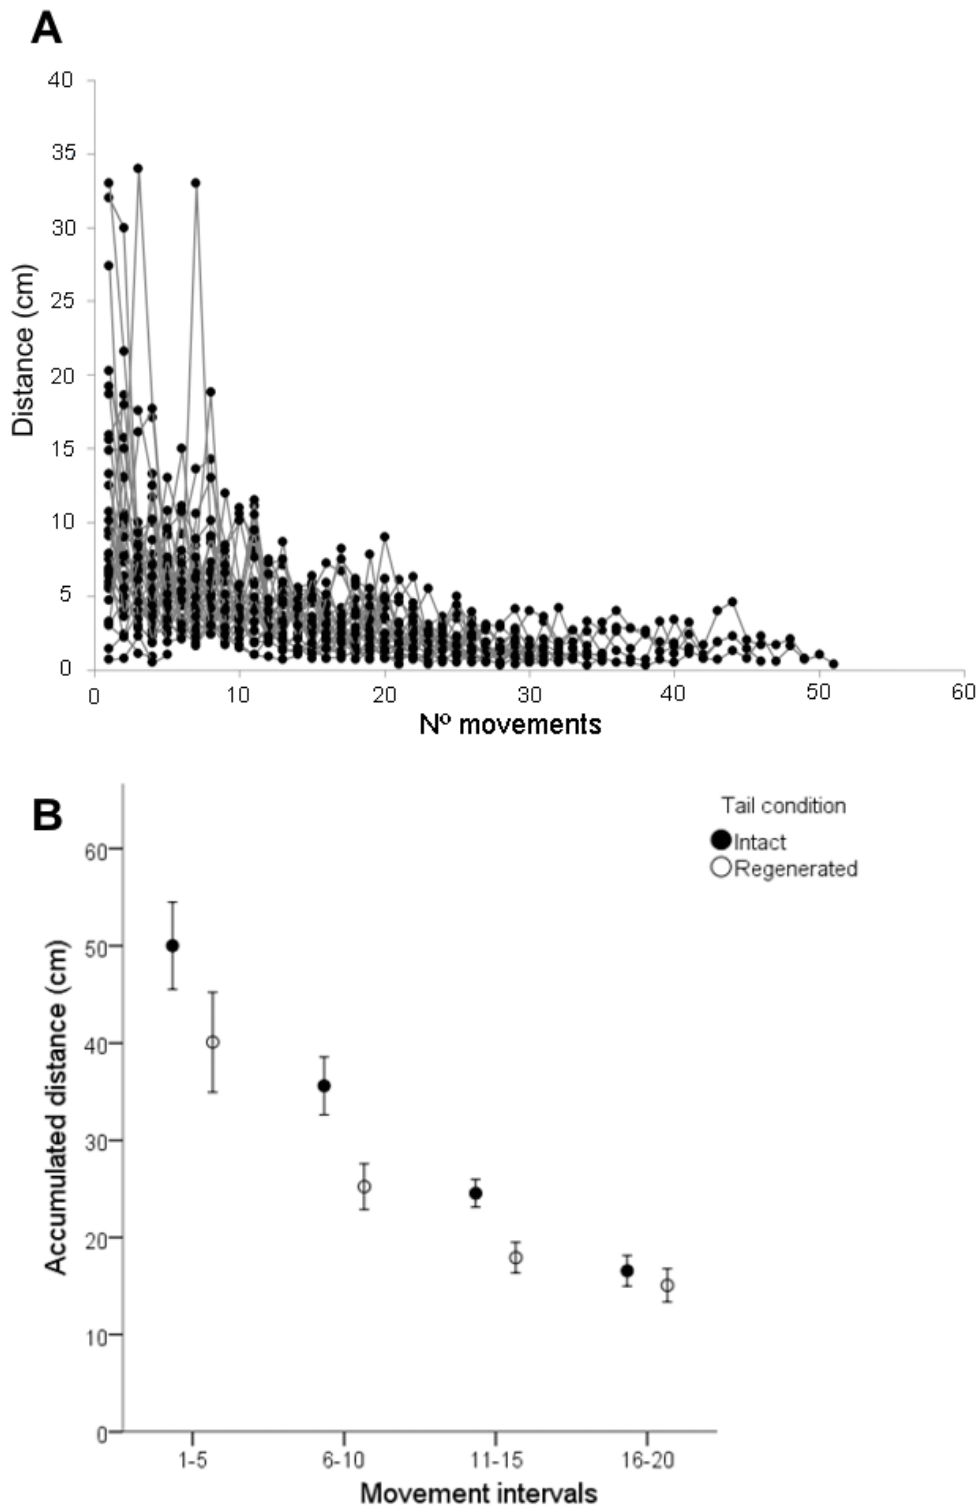 A
40
35
30
25
20
15
10
5
0
Distance (cm)
0 10 20 30 40 50 60
Nº movements
B
Tail condition
Intact
Regenerated
60
50
40
30
20
10
0
Accumulated distance (cm)
1-5 6-10 11-15 16-20
Movement intervals